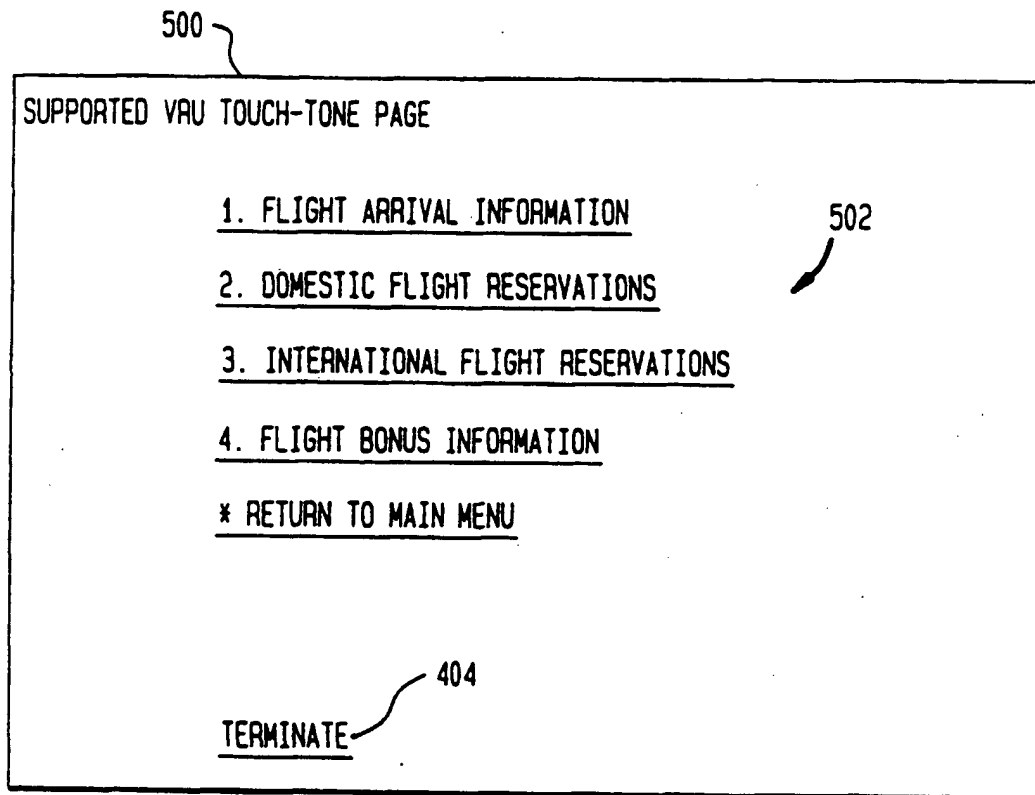 500
SUPPORTED VRU TOUCH-TONE PAGE
1. FLIGHT ARRIVAL INFORMATION
502
2. DOMESTIC FLIGHT RESERVATIONS
3. INTERNATIONAL FLIGHT RESERVATIONS
4. FLIGHT BONUS INFORMATION
* RETURN TO MAIN MENU
404
TERMINATE